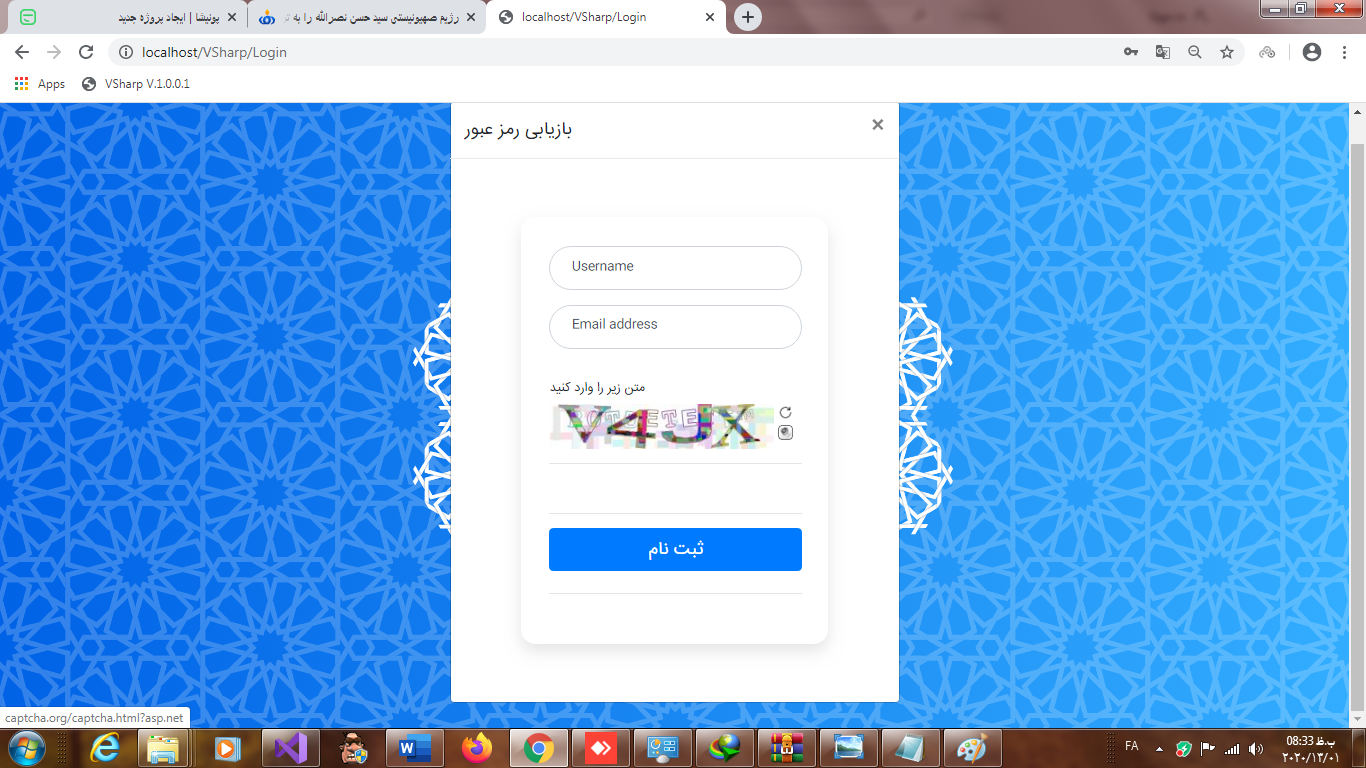 پونیشا | ایجاد پروژه جدید
رژیم صهیونیستی سید حسن نصرالله را به
localhost/VSharp/Login
localhost/VSharp/Login
Apps
VSharp V.1.0.0.1
بازیابی رمز عبور
×
Username
Email address
متن زیر را وارد کنید
V4JX
ثبت نام
captcha.org/captcha.html?asp.net
FA
08:33 ب.ظ
۲۰۲۰/۱۳/۰۱